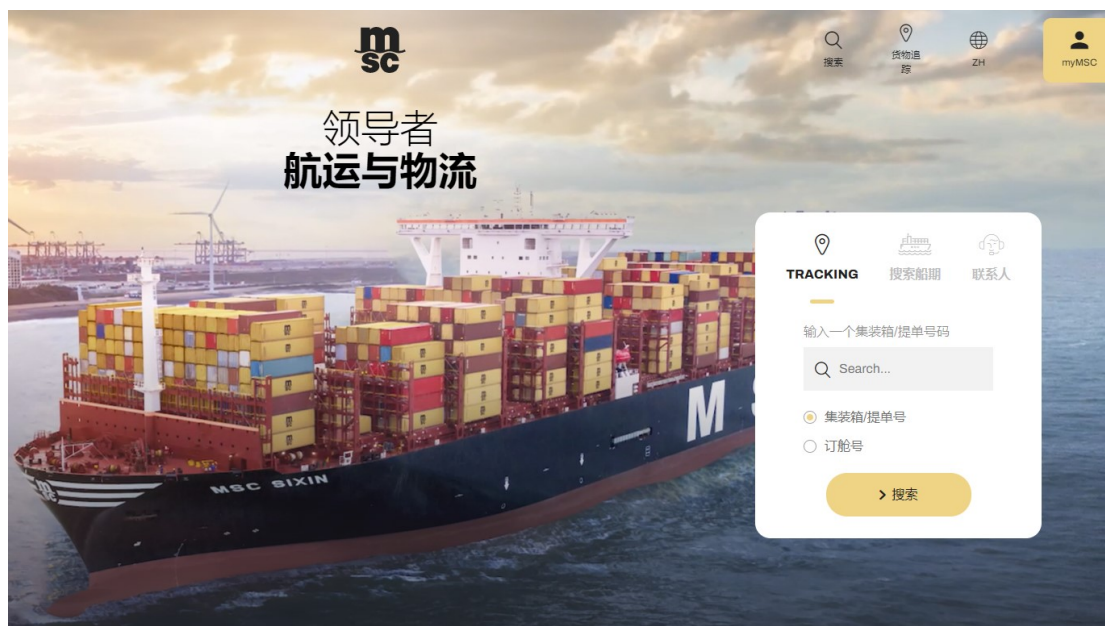 msc
搜索
货物追
踪
ZH
myMSC
领导者
航运与物流
TRACKING
搜索船期
联系人
输入一个集装箱/提单号码
Search...
集装箱/提单号
订舱号
搜索
M S
MSC SIXIN